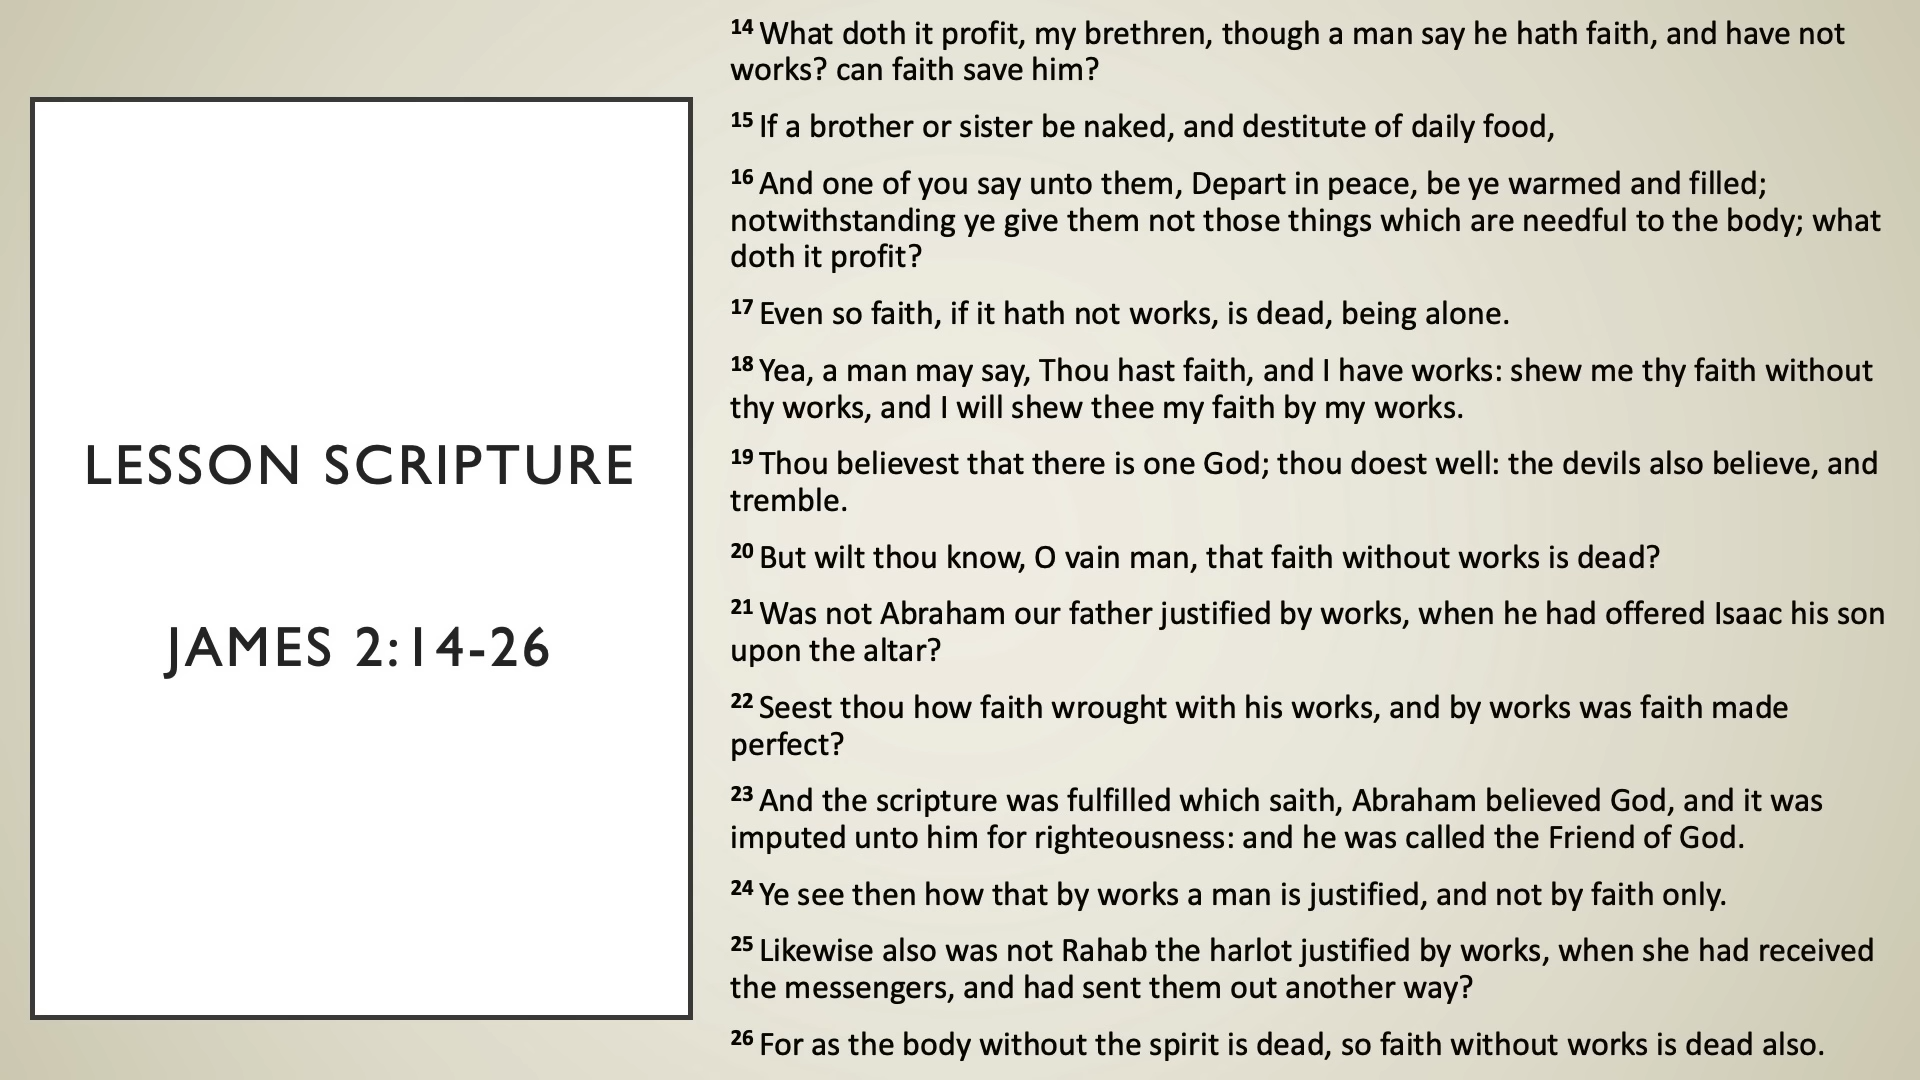 LESSON SCRIPTURE
JAMES 2:14-26
14 What doth it profit, my brethren, though a man say he hath faith, and have not
works? can faith save him?
15 If a brother or sister be naked, and destitute of daily food,
16 And one of you say unto them, Depart in peace, be ye warmed and filled;
notwithstanding ye give them not those things which are needful to the body; what
doth it profit?
17 Even so faith, if it hath not works, is dead, being alone.
18 Yea, a man may say, Thou hast faith, and I have works: shew me thy faith without
thy works, and I will shew thee my faith by my works.
19 Thou believest that there is one God; thou doest well: the devils also believe, and
tremble.
20 But wilt thou know, O vain man, that faith without works is dead?
21 Was not Abraham our father justified by works, when he had offered Isaac his son
upon the altar?
22 Seest thou how faith wrought with his works, and by works was faith made
perfect?
23 And the scripture was fulfilled which saith, Abraham believed God, and it was
imputed unto him for righteousness: and he was called the Friend of God.
24 Ye see then how that by works a man is justified, and not by faith only.
25 Likewise also was not Rahab the harlot justified by works, when she had received
the messengers, and had sent them out another way?
26 For as the body without the spirit is dead, so faith without works is dead also.